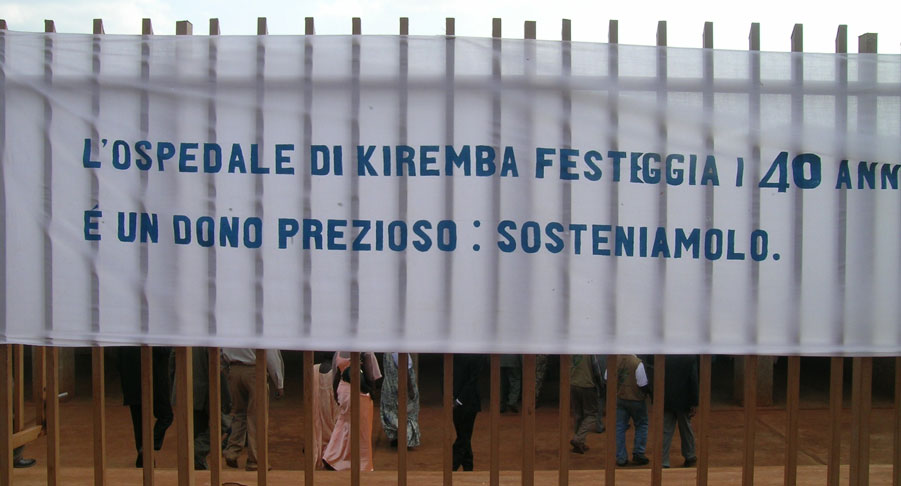 L'OSPEDALE DI KIREMBA FESTEGGIA I 40 ANN
É UN DONO PREZIOSO : SOSTENIAMOLO.